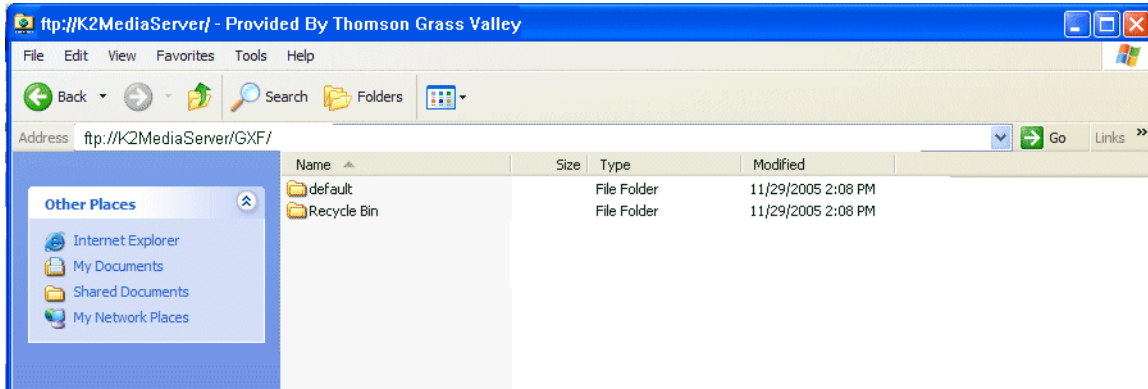 ftp://K2MediaServer/ - Provided By Thomson Grass Valley
File Edit View Favorites Tools Help
Back Search Folders
Address ftp://K2MediaServer/GXF/ Go Links »
Name Size Type Modified
default File Folder 11/29/2005 2:08 PM
Recycle Bin File Folder 11/29/2005 2:08 PM
Other Places
Internet Explorer
My Documents
Shared Documents
My Network Places